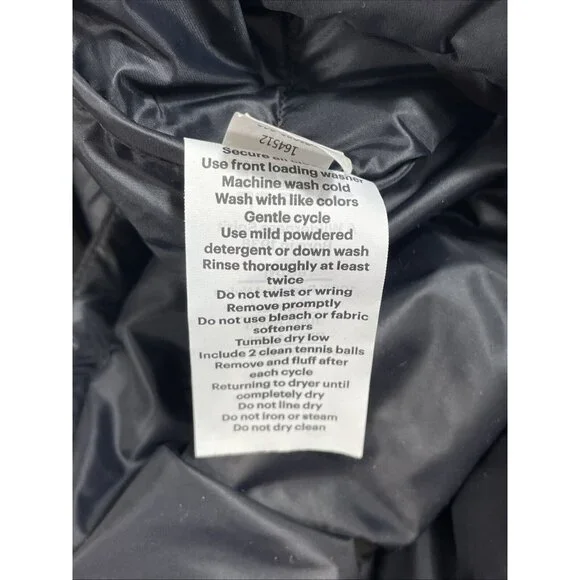 164512
Secure
Use front loading washer
Machine wash cold
Wash with like colors
Gentle cycle
Use mild powdered
detergent or down wash
Rinse thoroughly at least
twice
Do not twist or wring
Remove promptly
Do not use bleach or fabric
softeners
Tumble dry low
Include 2 clean tennis balls
Remove and fluff after
each cycle
Returning to dryer until
completely dry
Do not line dry
Do not iron or steam
Do not dry clean